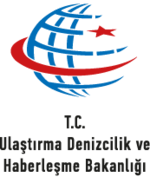 T.C.
Ulaştırma Denizcilik ve
Haberleşme Bakanlığı